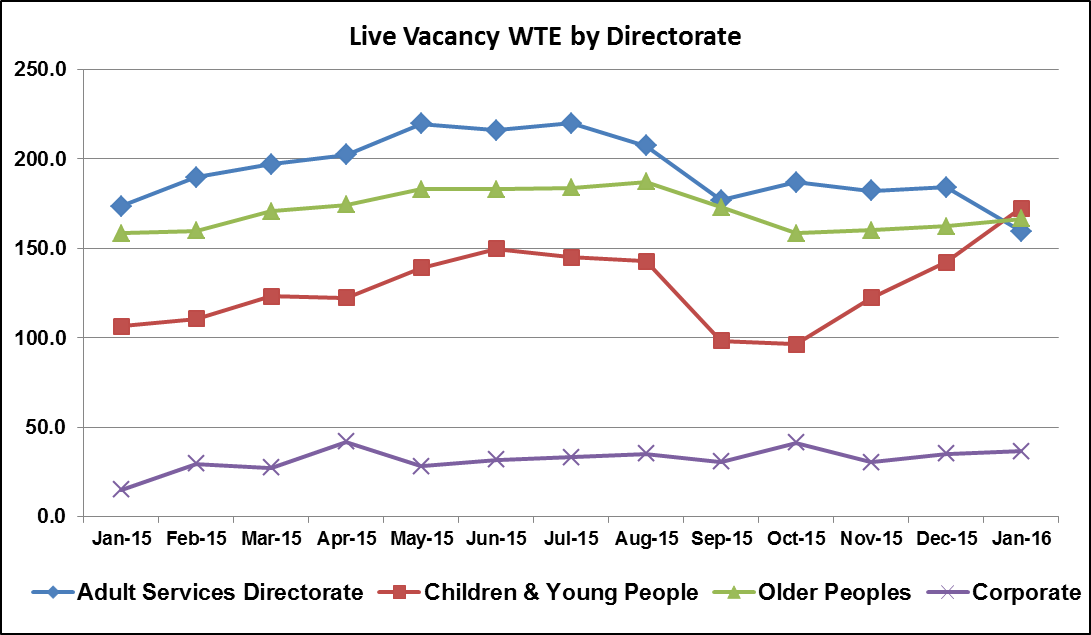 Live Vacancy WTE by Directorate
250.0
200.0
150.0
100.0
50.0
0.0
Jan-15 Feb-15 Mar-15 Apr-15 May-15 Jun-15 Jul-15 Aug-15 Sep-15 Oct-15 Nov-15 Dec-15 Jan-16
Adult Services Directorate Children & Young People Older Peoples Corporate